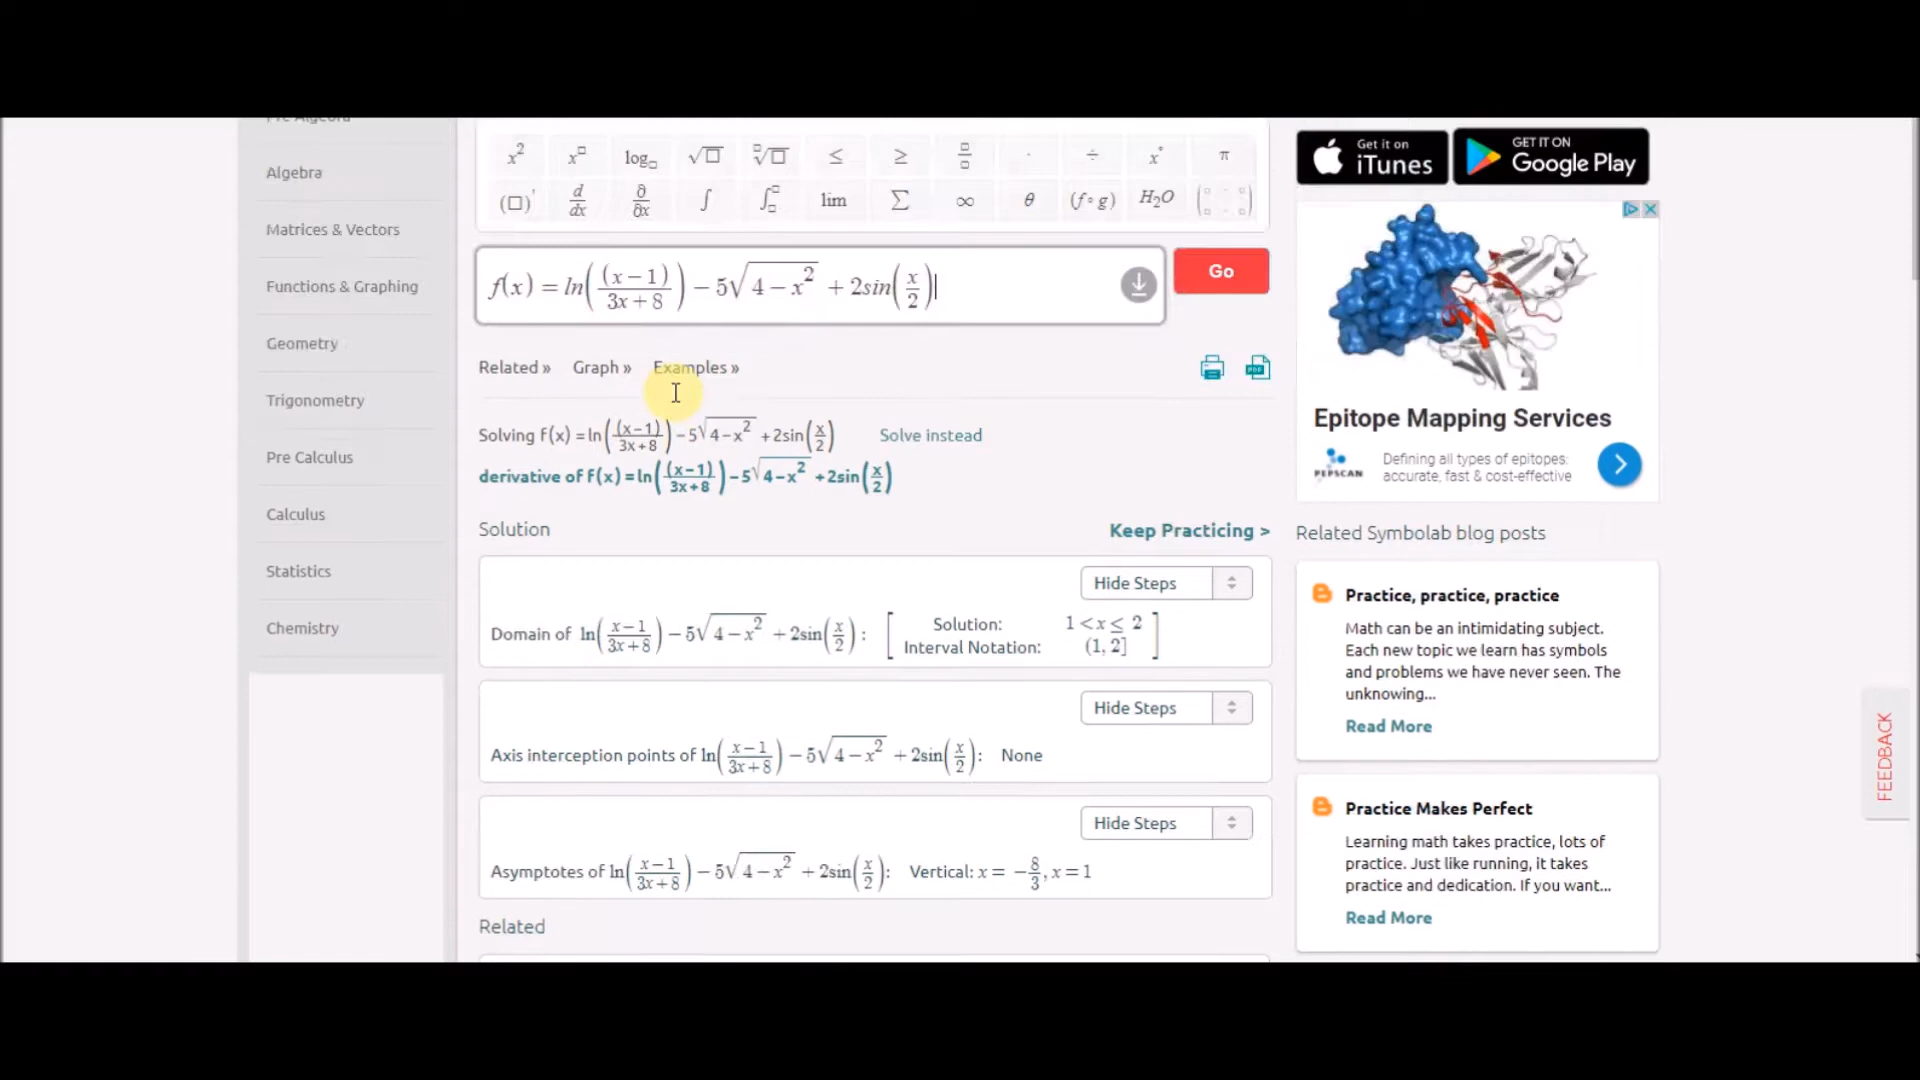 Pre Algebra
Algebra
Matrices & Vectors
Functions & Graphing
Geometry
Trigonometry
Pre Calculus
Calculus
Statistics
Chemistry
x² x^□ log□ √□ ⁿ√□ ≤ ≥ □/□ · ÷ x° π
(□)' d/dx ∂/∂x ∫ ∫□□ lim ∑ ∞ θ (f∘g) H₂O
f(x) = ln((x−1)/(3x+8)) − 5√(4−x²) + 2sin(x/2)
Go
Related » Graph » Examples »
Solving f(x) = ln((x−1)/(3x+8)) − 5√(4−x²) + 2sin(x/2) Solve instead
derivative of f(x) = ln((x−1)/(3x+8)) − 5√(4−x²) + 2sin(x/2)
Solution Keep Practicing >
Hide Steps
Domain of ln((x−1)/(3x+8)) − 5√(4−x²) + 2sin(x/2) : [Solution: 1 < x ≤ 2
Interval Notation: (1, 2]]
Hide Steps
Axis interception points of ln((x−1)/(3x+8)) − 5√(4−x²) + 2sin(x/2) : None
Hide Steps
Asymptotes of ln((x−1)/(3x+8)) − 5√(4−x²) + 2sin(x/2) : Vertical: x = −8/3, x = 1
Related
Get it on
iTunes
GET IT ON
Google Play
Epitope Mapping Services
PEPSCAN
Defining all types of epitopes:
accurate, fast & cost-effective
Related Symbolab blog posts
Practice, practice, practice
Math can be an intimidating subject.
Each new topic we learn has symbols
and problems we have never seen. The
unknowing...
Read More
Practice Makes Perfect
Learning math takes practice, lots of
practice. Just like running, it takes
practice and dedication. If you want...
Read More
FEEDBACK